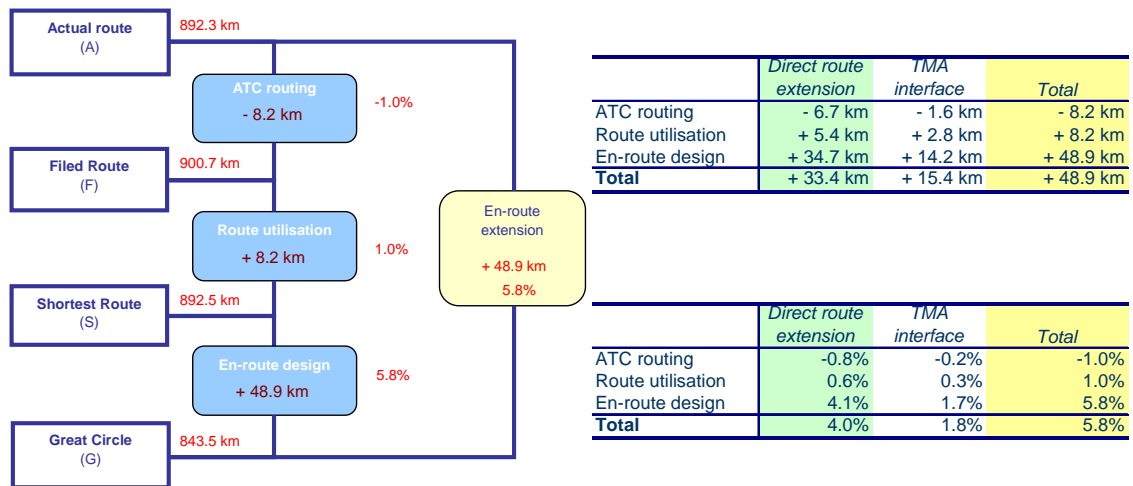 Actual route
(A)
892.3 km
ATC routing
- 8.2 km
-1.0%
Filed Route
(F)
900.7 km
Route utilisation
+ 8.2 km
1.0%
Shortest Route
(S)
892.5 km
En-route design
+ 48.9 km
5.8%
Great Circle
(G)
843.5 km
En-route
extension
+ 48.9 km
5.8%
Direct route TMA
extension interface Total
ATC routing - 6.7 km - 1.6 km - 8.2 km
Route utilisation + 5.4 km + 2.8 km + 8.2 km
En-route design + 34.7 km + 14.2 km + 48.9 km
Total + 33.4 km + 15.4 km + 48.9 km
Direct route TMA
extension interface Total
ATC routing -0.8% -0.2% -1.0%
Route utilisation 0.6% 0.3% 1.0%
En-route design 4.1% 1.7% 5.8%
Total 4.0% 1.8% 5.8%